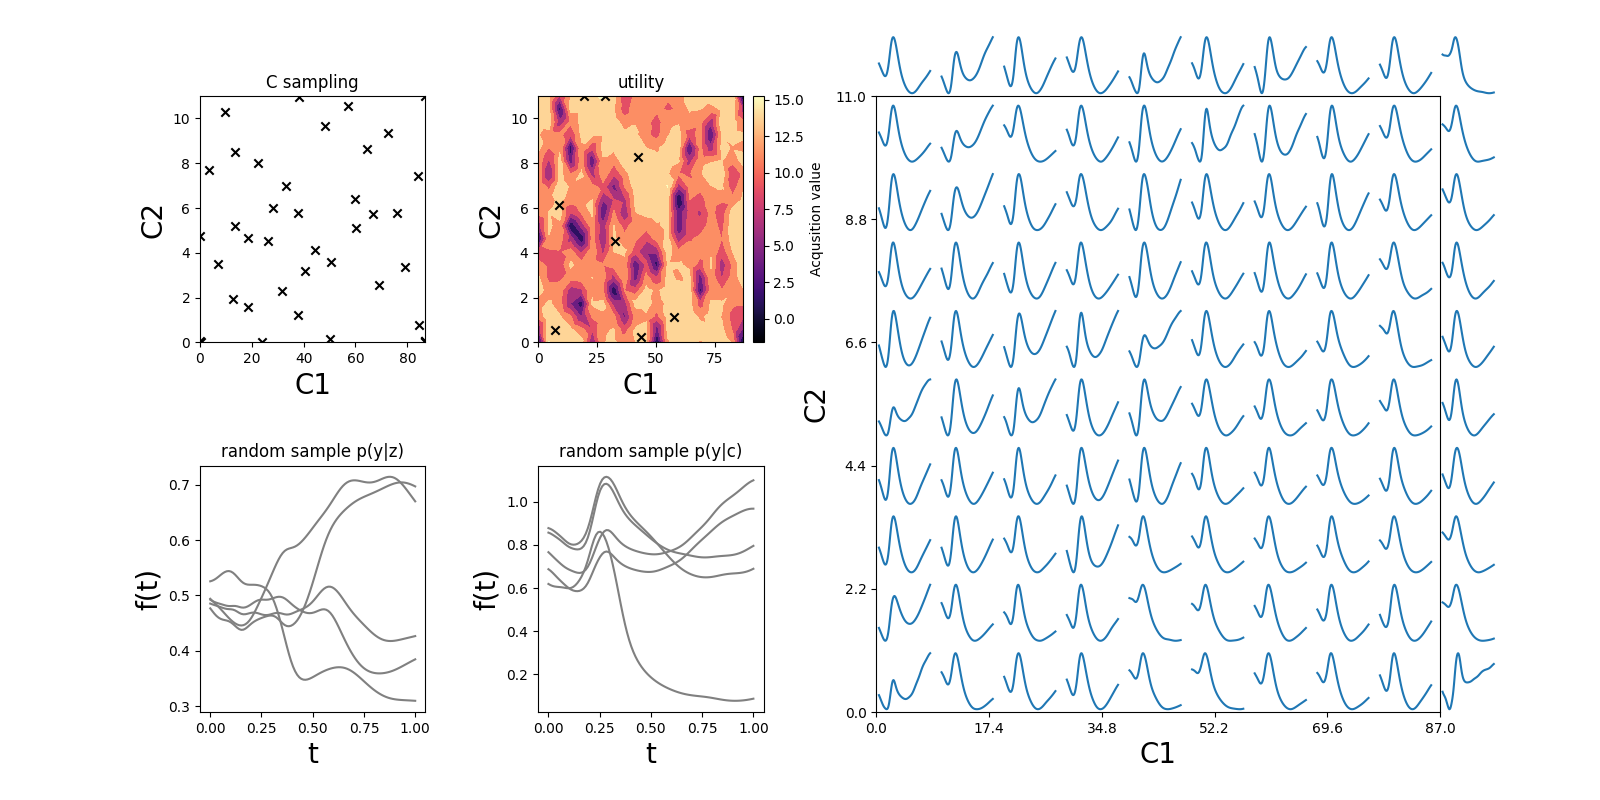 C sampling
C2
10
8
6
4
2
0
0 20 40 60 80
C1
utility
C2
10
8
6
4
2
0
0 25 50 75
C1
15.0
12.5
10.0
7.5
5.0
2.5
0.0
Acqusition value
random sample p(y|z)
f(t)
0.7
0.6
0.5
0.4
0.3
0.00 0.25 0.50 0.75 1.00
t
random sample p(y|c)
f(t)
1.0
0.8
0.6
0.4
0.2
0.00 0.25 0.50 0.75 1.00
t
C2
11.0
8.8
6.6
4.4
2.2
0.0
0.0 17.4 34.8 52.2 69.6 87.0
C1